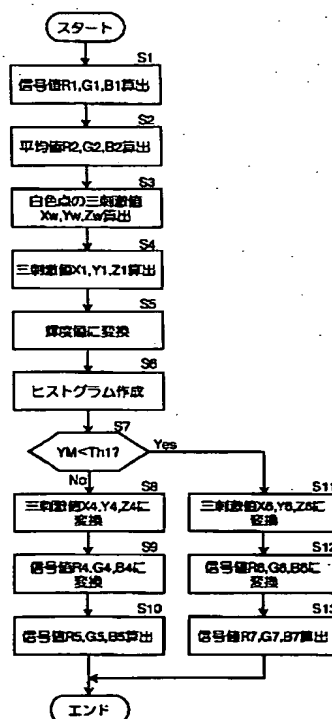 スタート
S1
信号値R1,G1,B1算出
S2
平均値R2,G2,B2算出
S3
白色点の三刺激値
Xw,Yw,Zw算出
S4
三刺激値X1,Y1,Z1算出
S5
輝度値に変換
S6
ヒストグラム作成
S7
YM<Th1?
Yes
No
S8
三刺激値X4,Y4,Z4に
変換
S9
信号値R4,G4,B4に
変換
S10
信号値R5,G5,B5算出
S11
三刺激値X6,Y6,Z6に
変換
S12
信号値R6,G6,B6に
変換
S13
信号値R7,G7,B7算出
エンド